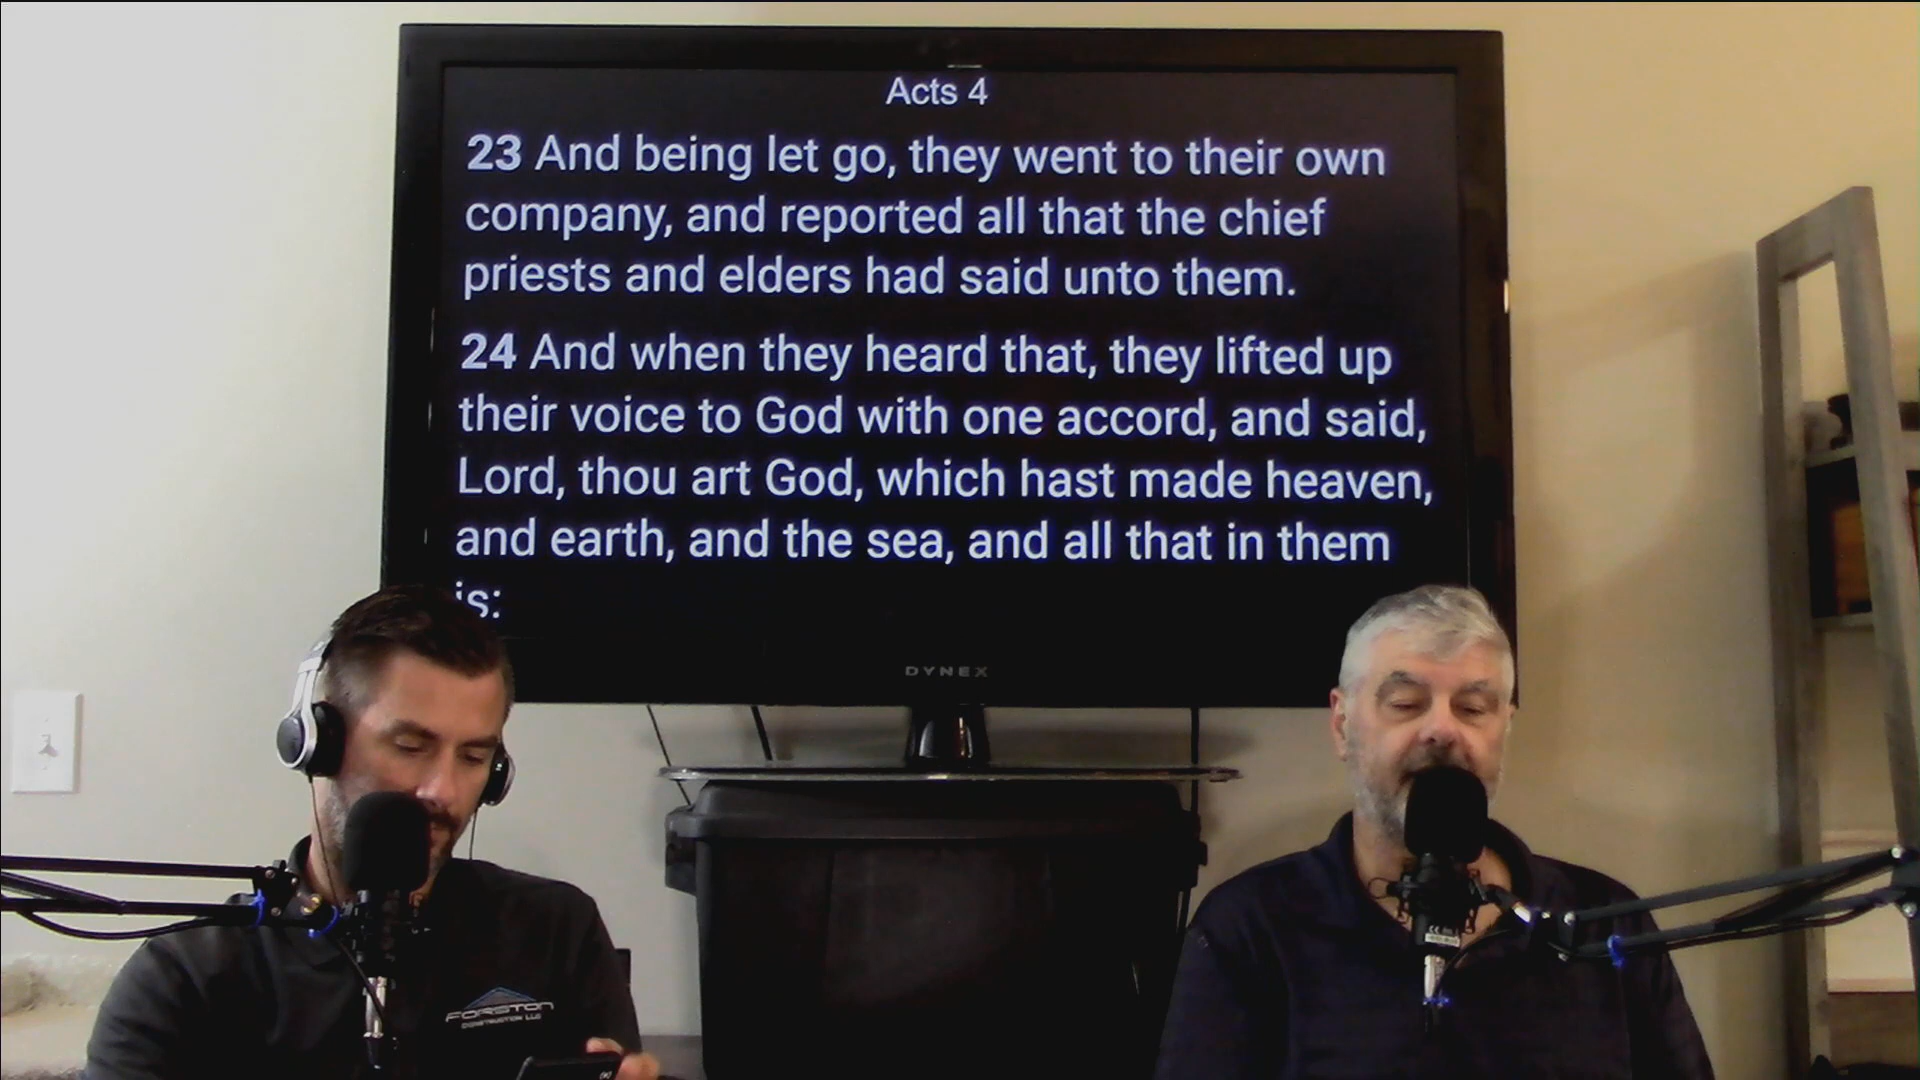 Acts 4
23 And being let go, they went to their own
company, and reported all that the chief
priests and elders had said unto them.
24 And when they heard that, they lifted up
their voice to God with one accord, and said,
Lord, thou art God, which hast made heaven,
and earth, and the sea, and all that in them
is:
DYNEX
FORSTON
CONSTRUCTION LLC